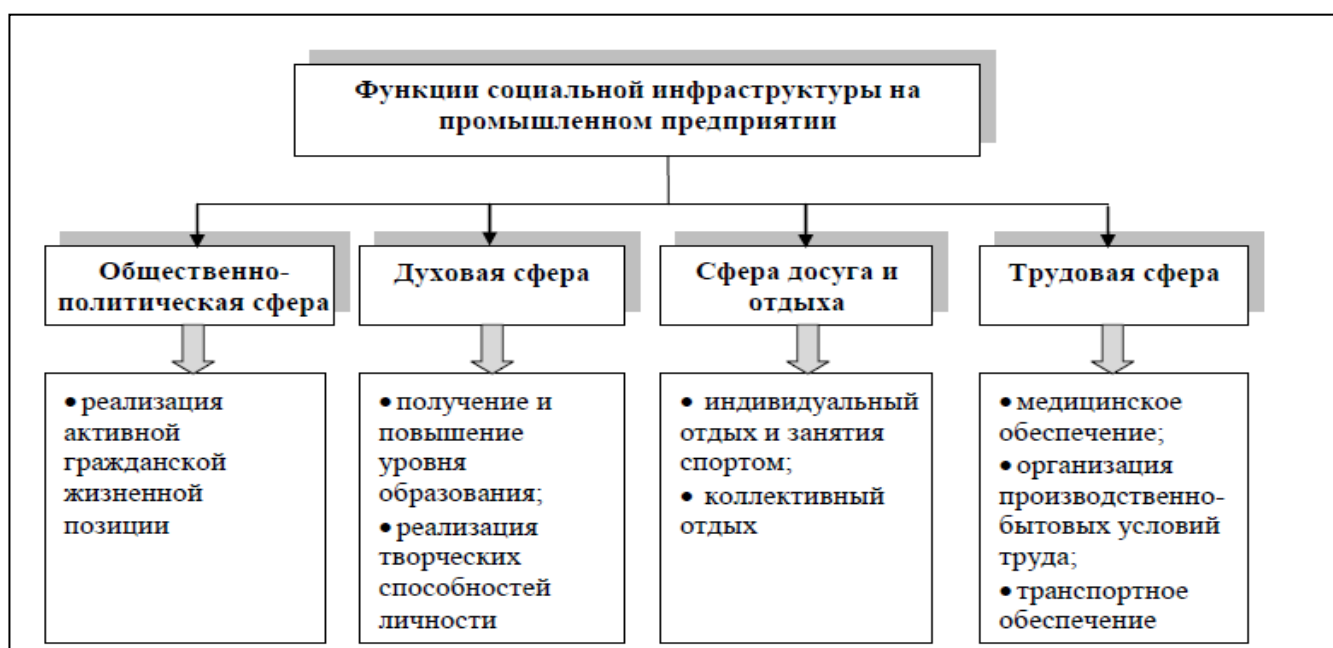 Функции социальной инфраструктуры на
промышленном предприятии
Общественно-
политическая сфера
Духовая сфера
Сфера досуга и
отдыха
Трудовая сфера
• реализация
активной
гражданской
жизненной
позиции
• получение и
повышение
уровня
образования;
• реализация
творческих
способностей
личности
• индивидуальный
отдых и занятия
спортом;
• коллективный
отдых
• медицинское
обеспечение;
• организация
производственно-
бытовых условий
труда;
• транспортное
обеспечение